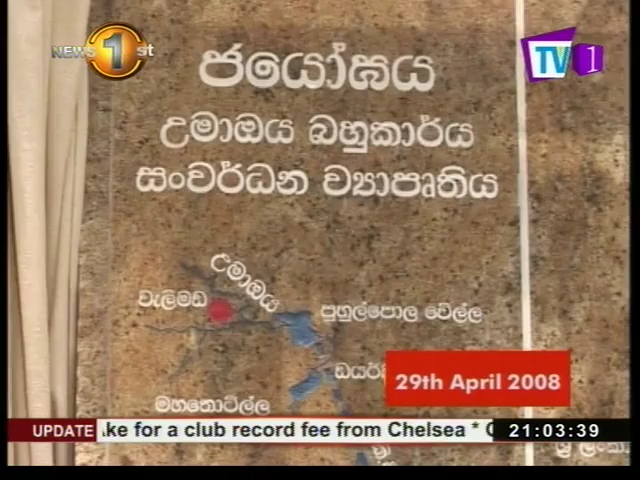 NEWS 1st
TV 1
ජයෝඝය
උමාඔය බහුකාර්ය
සංවර්ධන ව්‍යාපෘතිය
උමාඔය
වැලිමඩ
පුහුල්පොල වේල්ල
29th April 2008
මහතොටිල්ල
UPDATE ke for a club record fee from Chelsea * 21:03:39